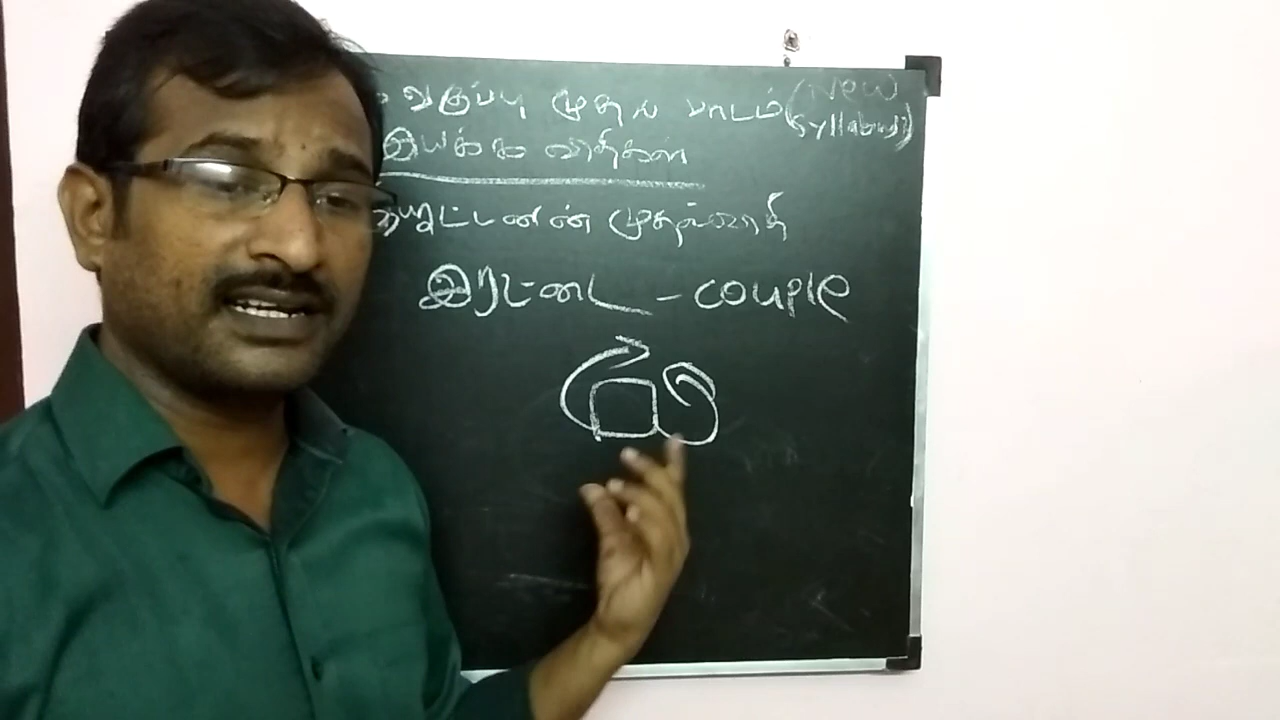 வகுப்பு முதல் பாடம் (New Syllabus)
இயக்க விதிகள்
நியூட்டனின் முதல்விதி
இரட்டை - couple